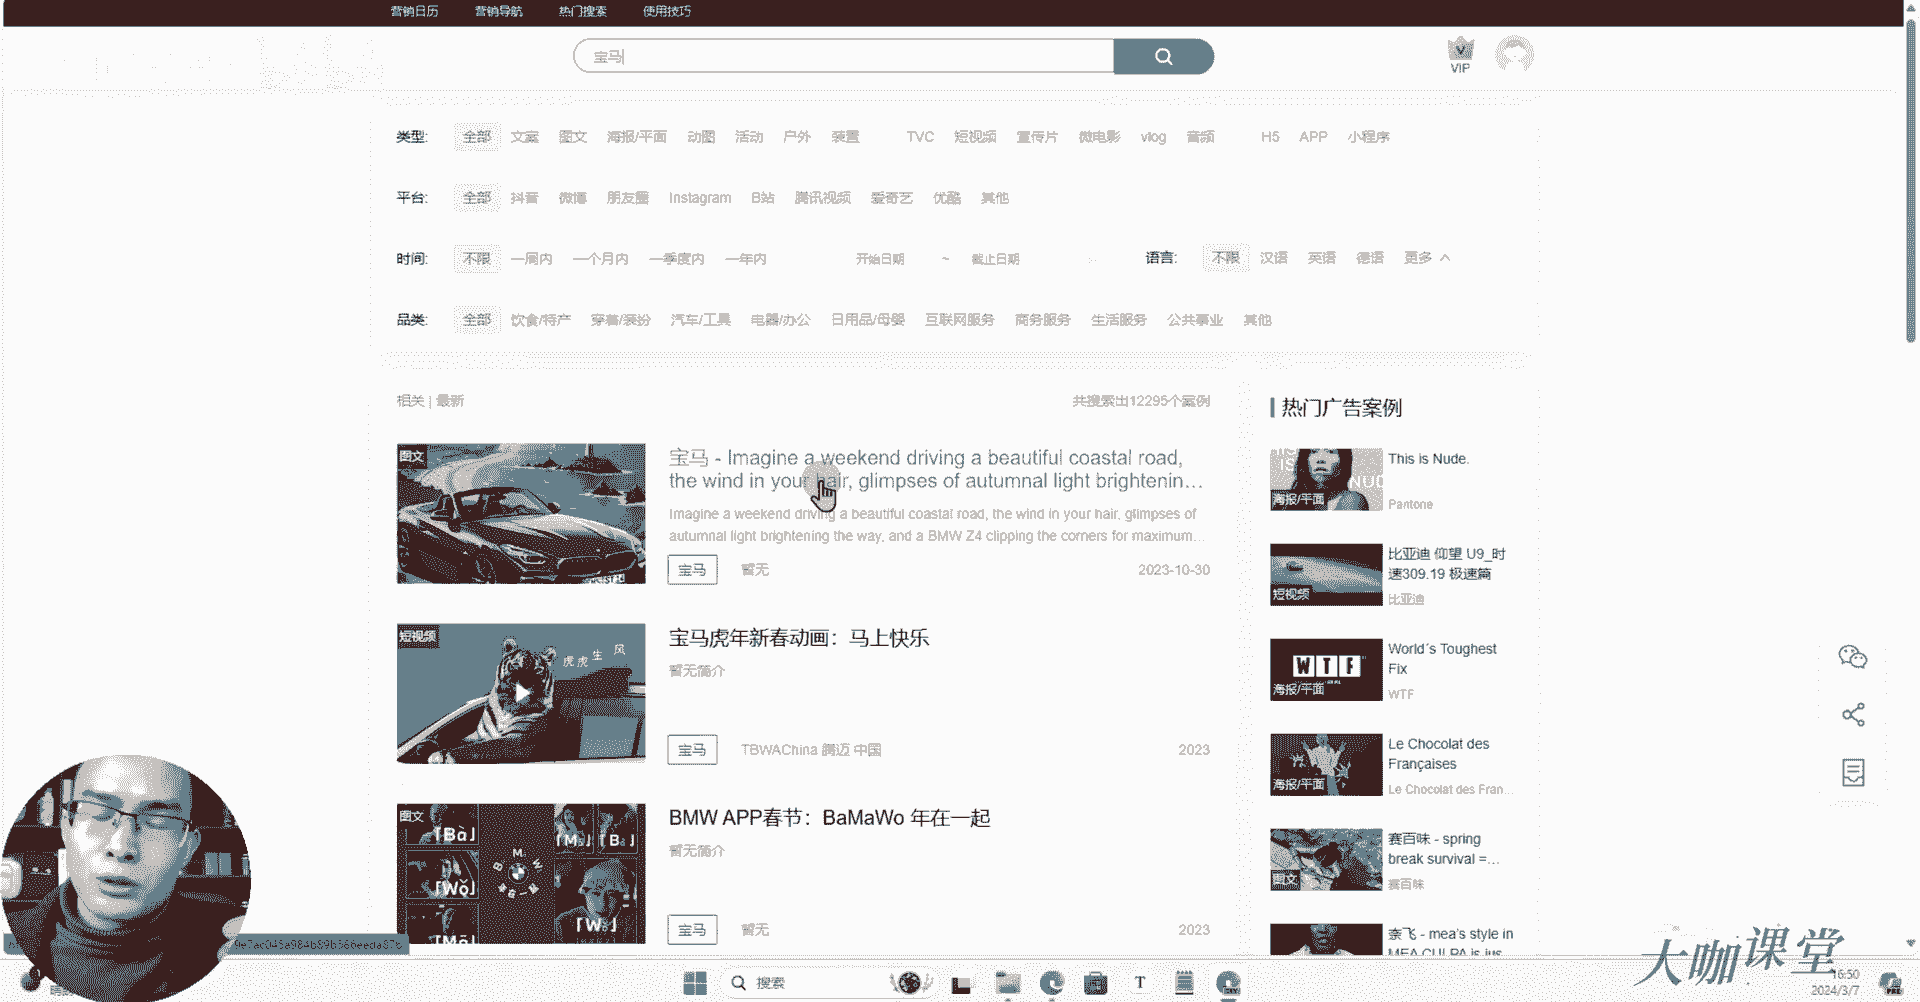 营销日历 营销导航 热门搜索 使用技巧
宝马
VIP
类型: 全部 文案 图文 海报/平面 动图 活动 户外 装置 TVC 短视频 宣传片 微电影 vlog 音频 H5 APP 小程序
平台: 全部 抖音 微博 朋友圈 Instagram B站 腾讯视频 爱奇艺 优酷 其他
时间: 不限 一周内 一个月内 一季度内 一年内 开始日期 ~ 截止日期 语言: 不限 汉语 英语 德语 更多
品类: 全部 饮食/特产 穿着/装扮 汽车/工具 电器/办公 日用品/母婴 互联网服务 商务服务 生活服务 公共事业 其他
相关 | 最新 共搜索出12295个案例
图文
宝马 - Imagine a weekend driving a beautiful coastal road,
the wind in your hair, glimpses of autumnal light brightenin...
Imagine a weekend driving a beautiful coastal road, the wind in your hair, glimpses of
autumnal light brightening the way, and a BMW Z4 clipping the corners for maximum...
宝马 暂无 2023-10-30
短视频
虎虎生风
宝马虎年新春动画：马上快乐
暂无简介
宝马 TBWAChina 腾迈 中国 2023
图文
BMW APP春节：BaMaWo 年在一起
暂无简介
宝马 暂无 2023
热门广告案例
海报/平面
This is Nude.
Pantone
短视频
比亚迪 仰望 U9_时
速309.19 极速篇
比亚迪
WTF
海报/平面
World´s Toughest
Fix
WTF
海报/平面
Le Chocolat des
Françaises
Le Chocolat des Fran...
图文
赛百味 - spring
break survival =...
赛百味
奈飞 - mea's style in
MEA CULPA is jus
大咖课堂
搜索
16:50
2024/3/7